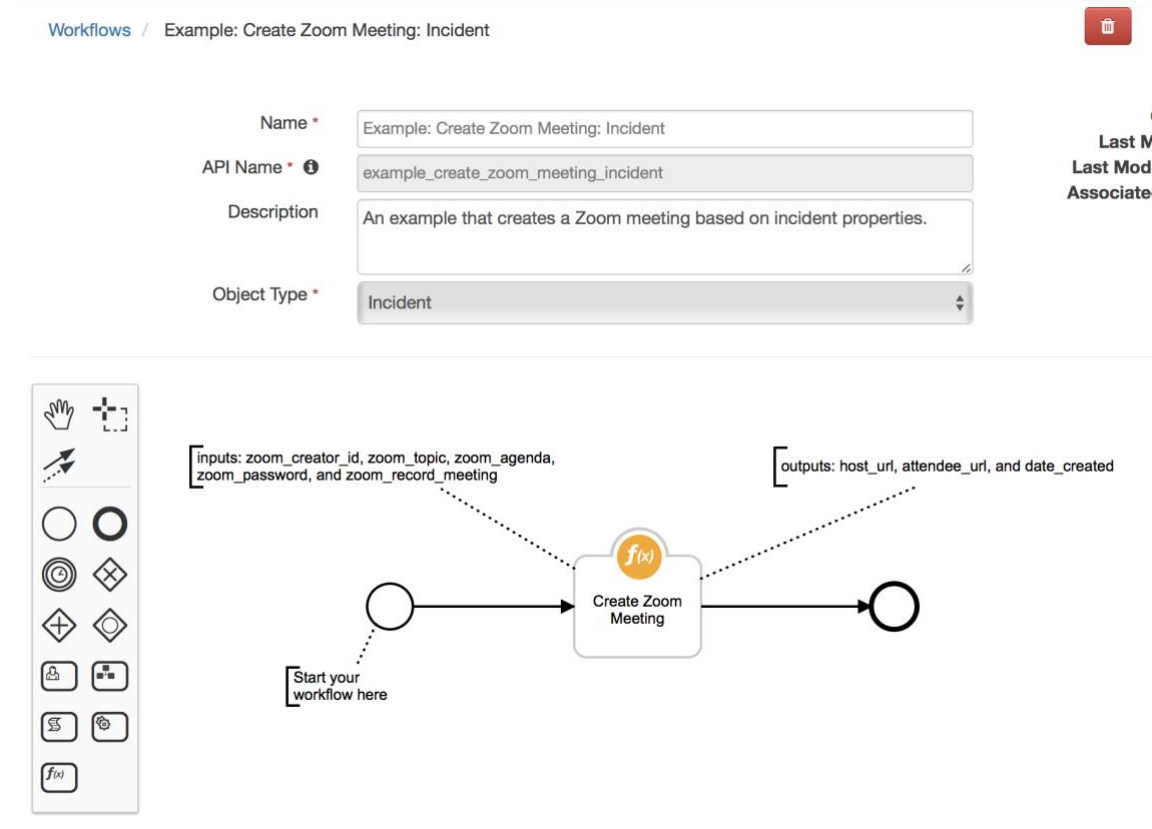 Workflows / Example: Create Zoom Meeting: Incident
Name *
Example: Create Zoom Meeting: Incident
API Name *
example_create_zoom_meeting_incident
Description
An example that creates a Zoom meeting based on incident properties.
Object Type *
Incident
Last M
Last Mod
Associate
inputs: zoom_creator_id, zoom_topic, zoom_agenda,
zoom_password, and zoom_record_meeting
outputs: host_url, attendee_url, and date_created
f(x)
Create Zoom
Meeting
Start your
workflow here
f(x)